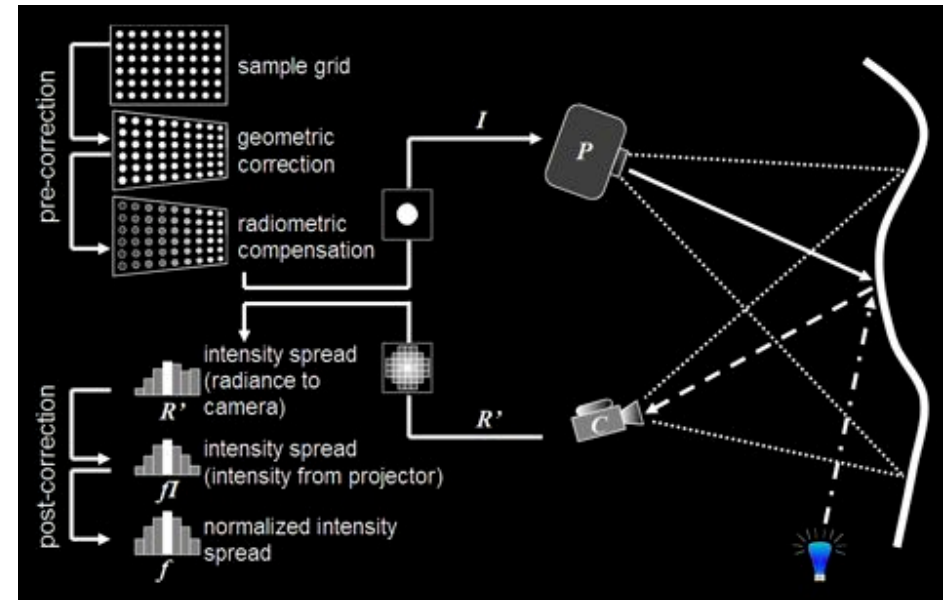 pre-correction
sample grid
geometric
correction
radiometric
compensation
I
P
intensity spread
(radiance to
camera)
R'
R'
C
post-correction
intensity spread
(intensity from projector)
fI
normalized intensity
spread
f